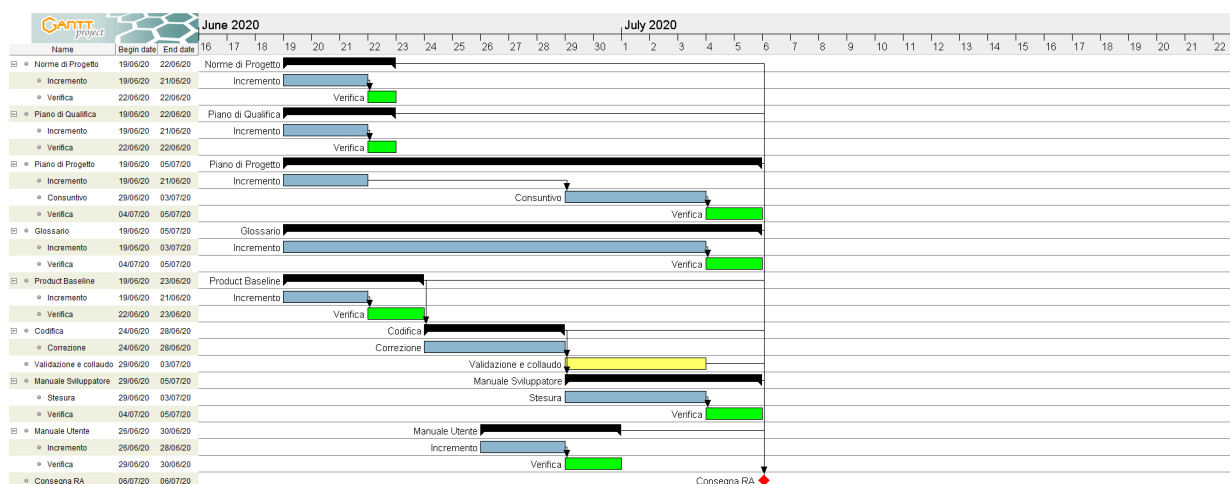 GANTT project
June 2020 July 2020
Name Begin date End date 16 17 18 19 20 21 22 23 24 25 26 27 28 29 30 1 2 3 4 5 6 7 8 9 10 11 12 13 14 15 16 17 18 19 20 21 22
Norme di Progetto 19/06/20 22/06/20 Norme di Progetto
Incremento 19/06/20 21/06/20 Incremento
Verifica 22/06/20 22/06/20 Verifica
Piano di Qualifica 19/06/20 22/06/20 Piano di Qualifica
Incremento 19/06/20 21/06/20 Incremento
Verifica 22/06/20 22/06/20 Verifica
Piano di Progetto 19/06/20 05/07/20 Piano di Progetto
Incremento 19/06/20 21/06/20 Incremento
Consuntivo 29/06/20 03/07/20 Consuntivo
Verifica 04/07/20 05/07/20 Verifica
Glossario 19/06/20 05/07/20 Glossario
Incremento 19/06/20 03/07/20 Incremento
Verifica 04/07/20 05/07/20 Verifica
Product Baseline 19/06/20 23/06/20 Product Baseline
Incremento 19/06/20 21/06/20 Incremento
Verifica 22/06/20 23/06/20 Verifica
Codifica 24/06/20 28/06/20 Codifica
Correzione 24/06/20 28/06/20 Correzione
Validazione e collaudo 29/06/20 03/07/20 Validazione e collaudo
Manuale Sviluppatore 29/06/20 05/07/20 Manuale Sviluppatore
Stesura 29/06/20 03/07/20 Stesura
Verifica 04/07/20 05/07/20 Verifica
Manuale Utente 26/06/20 30/06/20 Manuale Utente
Incremento 26/06/20 28/06/20 Incremento
Verifica 29/06/20 30/06/20 Verifica
Consegna RA 06/07/20 06/07/20 Consegna RA